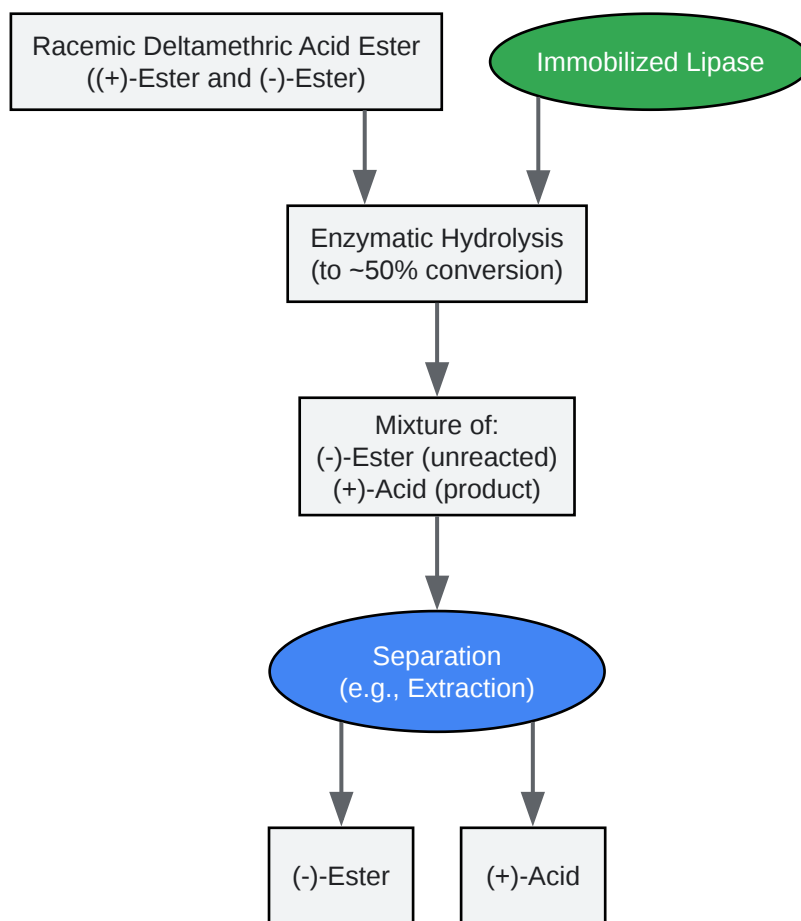 Racemic Deltamethric Acid Ester
((+)-Ester and (-)-Ester)
Immobilized Lipase
Enzymatic Hydrolysis
(to ~50% conversion)
Mixture of:
(-)-Ester (unreacted)
(+)-Acid (product)
Separation
(e.g., Extraction)
(-)-Ester
(+)-Acid